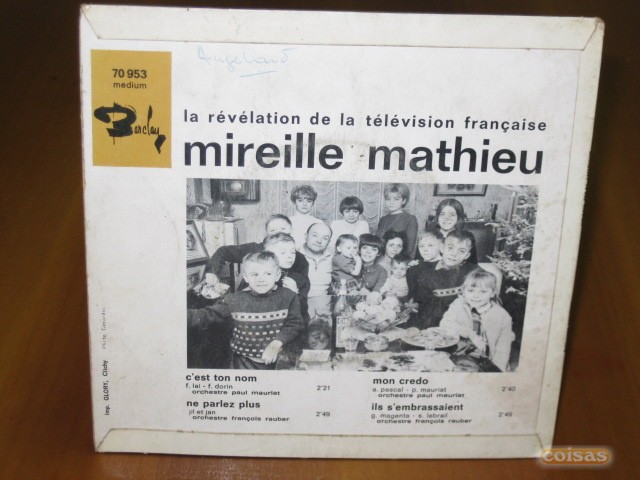 70 953
medium
Barclay
la révélation de la télévision française
mireille mathieu
c'est ton nom
f. lai - f. dorin 2'21
orchestre paul mauriat
ne parlez plus
jil et jan 2'49
orchestre françois rauber
mon credo
a. pascal - p. mauriat 2'40
orchestre paul mauriat
ils s'embrassaient
g. magenta - s. lebrail 2'45
orchestre françois rauber
Imp. GLORY, Clichy
coisas